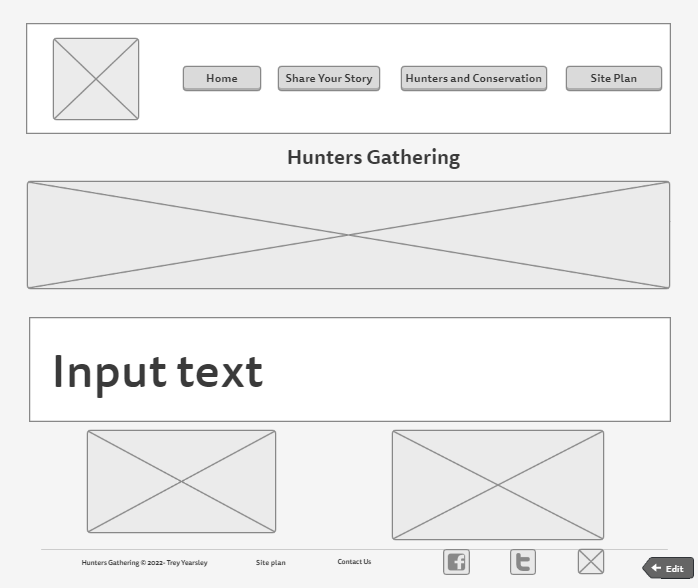 Home Share Your Story Hunters and Conservation Site Plan
Hunters Gathering
Input text
Hunters Gathering © 2022- Trey Yearsley Site plan Contact Us
Edit